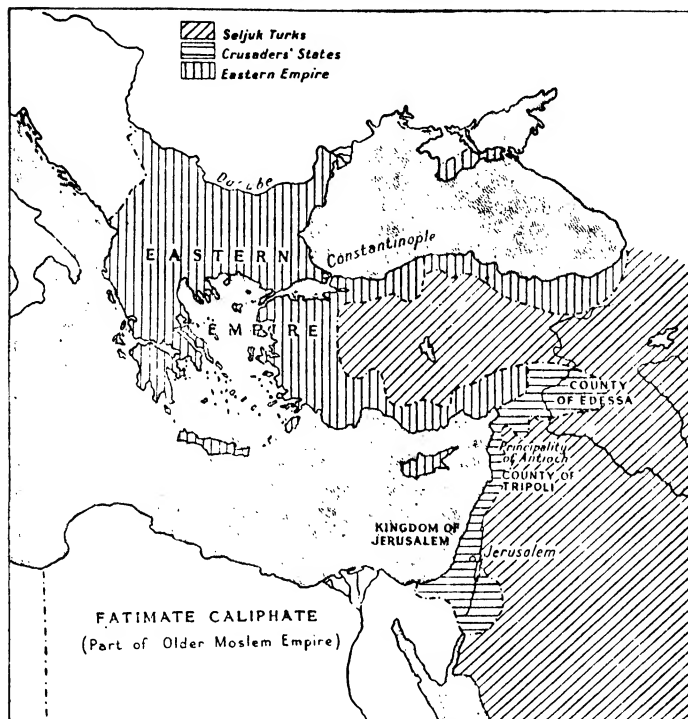 Seljuk Turks
Crusaders' States
Eastern Empire
Danube
Constantinople
EASTERN
EMPIRE
COUNTY
OF EDESSA
Principality
of Antioch
COUNTY OF
TRIPOLI
KINGDOM OF
JERUSALEM
Jerusalem
FATIMATE CALIPHATE
(Part of Older Moslem Empire)